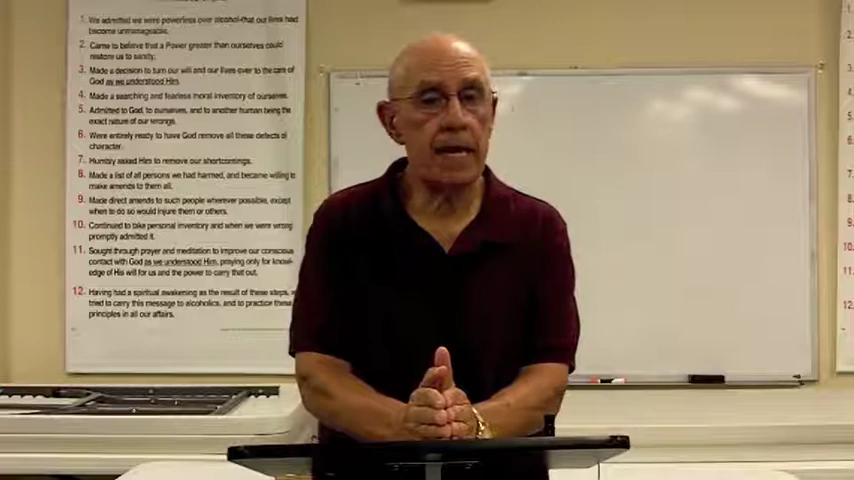 1. We admitted we were powerless over alcohol-that our lives had
become unmanageable.
2. Came to believe that a Power greater than ourselves could
restore us to sanity.
3. Made a decision to turn our will and our lives over to the care of
God as we understood Him.
4. Made a searching and fearless moral inventory of ourselves.
5. Admitted to God, to ourselves, and to another human being the
exact nature of our wrongs.
6. Were entirely ready to have God remove all these defects of
character.
7. Humbly asked Him to remove our shortcomings.
8. Made a list of all persons we had harmed, and became willing to
make amends to them all.
9. Made direct amends to such people wherever possible, except
when to do so would injure them or others.
10. Continued to take personal inventory and when we were wrong
promptly admitted it.
11. Sought through prayer and meditation to improve our conscious
contact with God as we understood Him, praying only for knowl-
edge of His will for us and the power to carry that out.
12. Having had a spiritual awakening as the result of these steps,
tried to carry this message to alcoholics, and to practice these
principles in all our affairs.